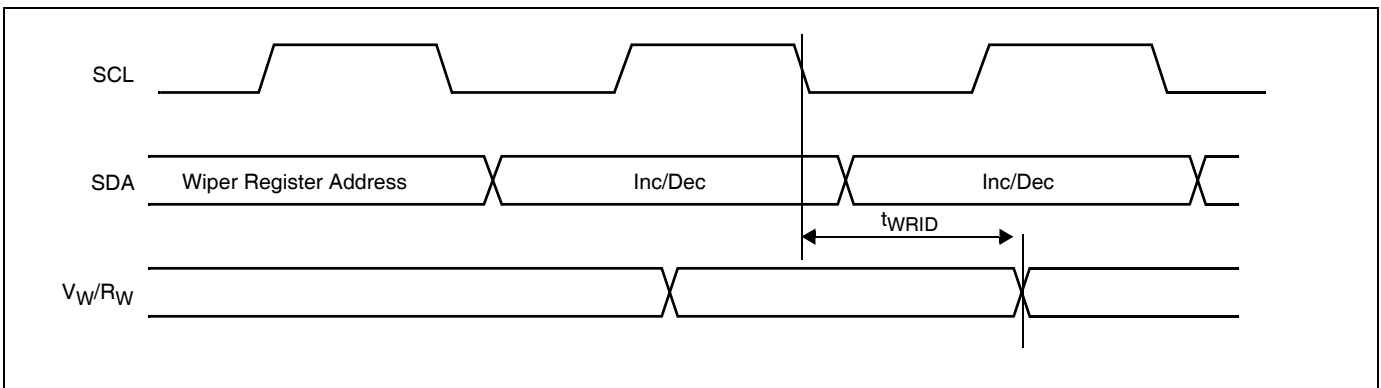 SCL
SDA Wiper Register Address Inc/Dec Inc/Dec
tWRID
VW/RW